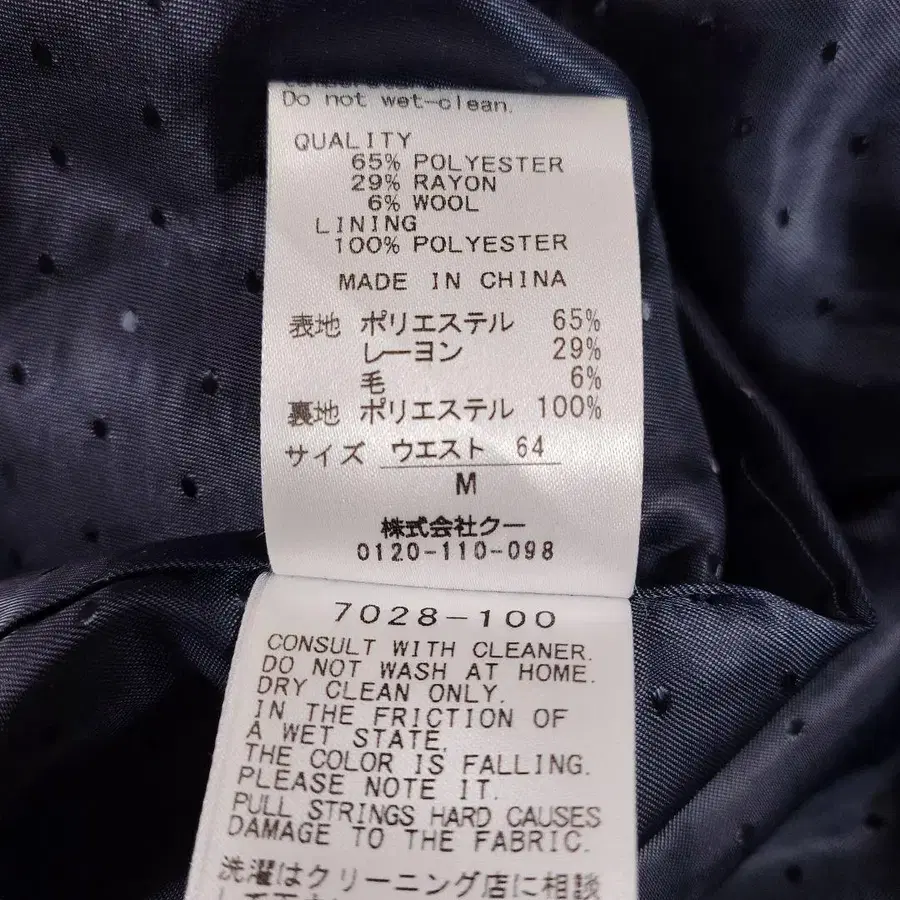 Do not wet-clean.
QUALITY
65% POLYESTER
29% RAYON
6% WOOL
LINING
100% POLYESTER
MADE IN CHINA
表地 ポリエステル 65%
レーヨン 29%
毛 6%
裏地 ポリエステル 100%
サイズ ウエスト 64
M
株式会社クー
0120-110-098
7028-100
CONSULT WITH CLEANER.
DO NOT WASH AT HOME.
DRY CLEAN ONLY.
IN THE FRICTION OF
A WET STATE,
THE COLOR IS FALLING.
PLEASE NOTE IT.
PULL STRINGS HARD CAUSES
DAMAGE TO THE FABRIC.
洗濯はクリーニング店に相談